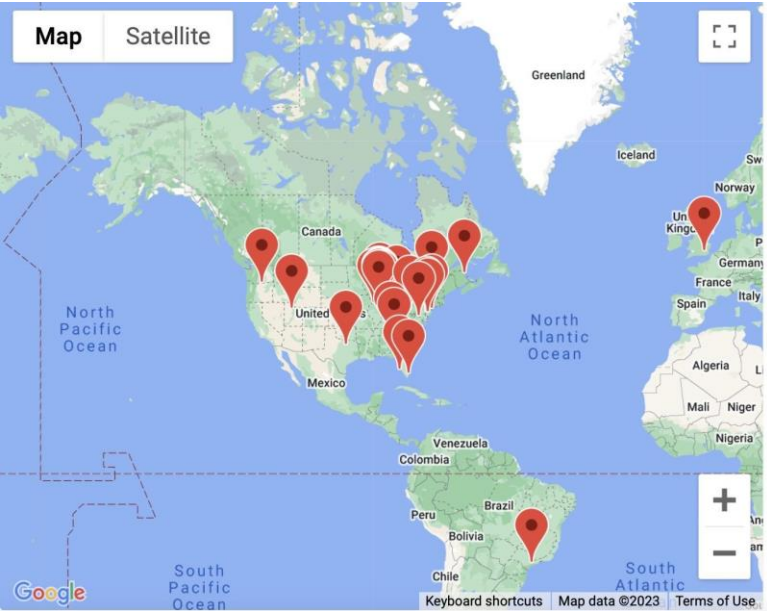 Map
Satellite
Greenland
Iceland
Sw
Norway
Un
Kingd
P
Canada
Germany
France
Spain
Italy
North
Pacific
Ocean
United
s
North
Atlantic
Ocean
Algeria
Mexico
Mali
Niger
Nigeria
Venezuela
Colombia
Peru
Brazil
Bolivia
Chile
South
Pacific
Ocean
South
Atlantic
+
−
Google
Keyboard shortcuts
Map data ©2023
Terms of Use